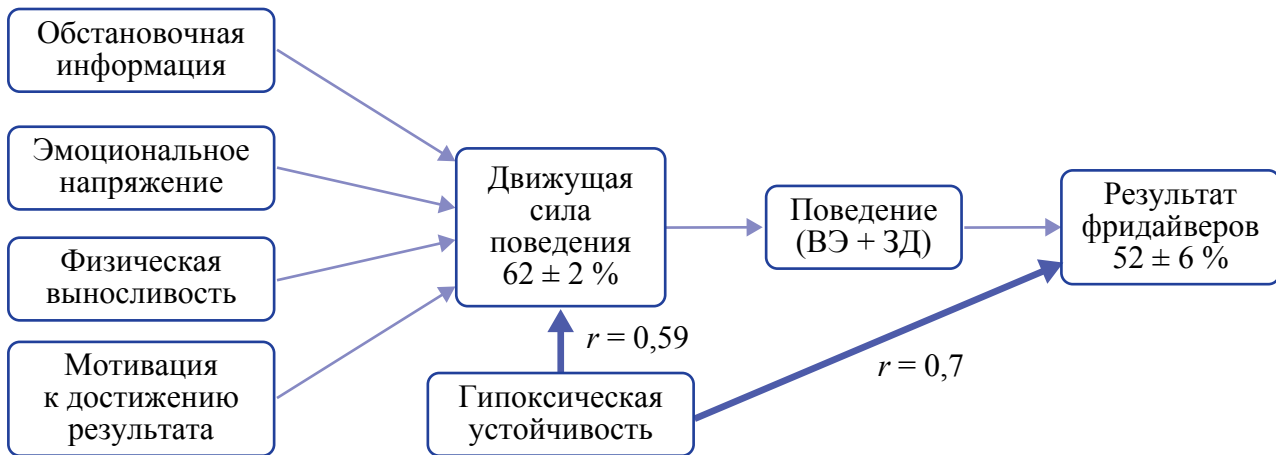 Обстановочная
информация
Эмоциональное
напряжение
Физическая
выносливость
Мотивация
к достижению
результата
Движущая
сила
поведения
62 ± 2 %
r = 0,59
Гипоксическая
устойчивость
Поведение
(ВЭ + ЗД)
r = 0,7
Результат
фридайверов
52 ± 6 %